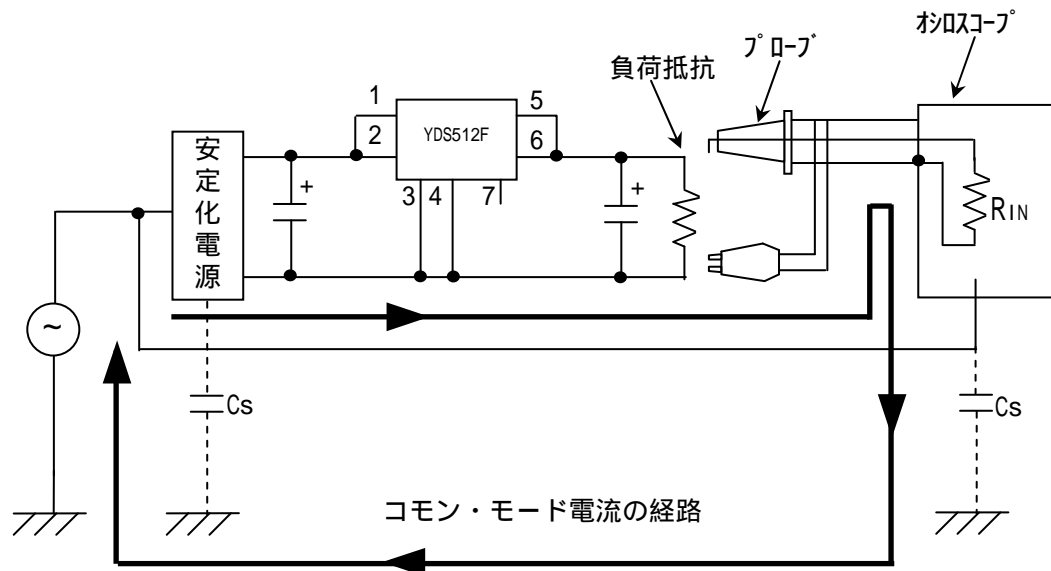 オシロスコープ
プローブ
負荷抵抗
1
2
3
4
7
5
6
YDS512F
安定化電源
+
+
RIN
~
Cs
Cs
コモン・モード電流の経路